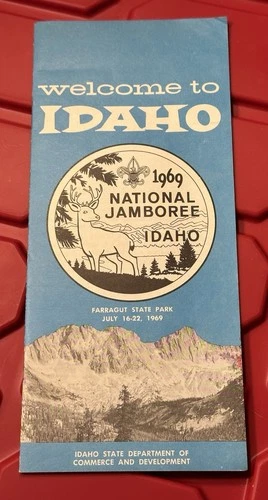 welcome to
IDAHO
1969
NATIONAL
JAMBOREE
IDAHO
FARRAGUT STATE PARK
JULY 16-22, 1969
IDAHO STATE DEPARTMENT OF
COMMERCE AND DEVELOPMENT